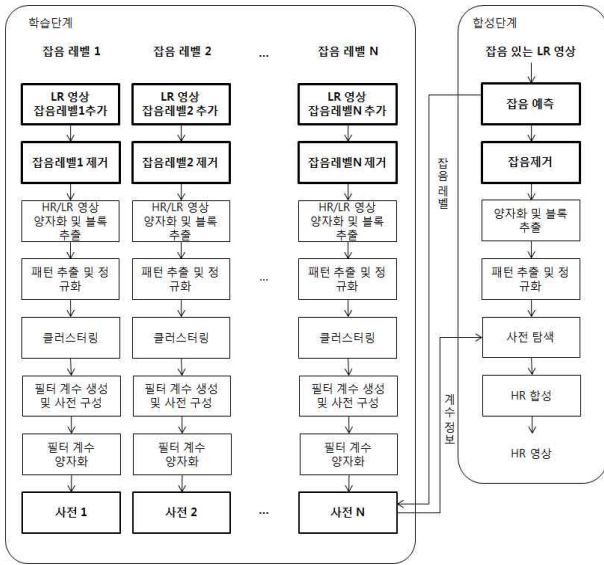 학습단계
합성단계
잡음 레벨 1
잡음 레벨 2
...
잡음 레벨 N
잡음 있는 LR 영상
LR 영상
잡음레벨1추가
LR 영상
잡음레벨2 추가
LR 영상
잡음레벨N 추가
잡음 예측
잡음레벨1 제거
잡음레벨2 제거
잡음레벨N 제거
잡음제거
잡음 레벨
HR/LR 영상
양자화 및 블록
추출
HR/LR 영상
양자화 및 블록
추출
HR/LR 영상
양자화 및 블록
추출
양자화 및 블록
추출
패턴 추출 및 정
규화
패턴 추출 및 정
규화
...
패턴 추출 및 정
규화
패턴 추출 및 정
규화
클러스터링
클러스터링
클러스터링
사전 탐색
필터 계수 생성
및 사전 구성
필터 계수 생성
및 사전 구성
필터 계수 생성
및 사전 구성
계수 정보
HR 합성
필터 계수
양자화
필터 계수
양자화
필터 계수
양자화
HR 영상
사전 1
사전 2
...
사전 N